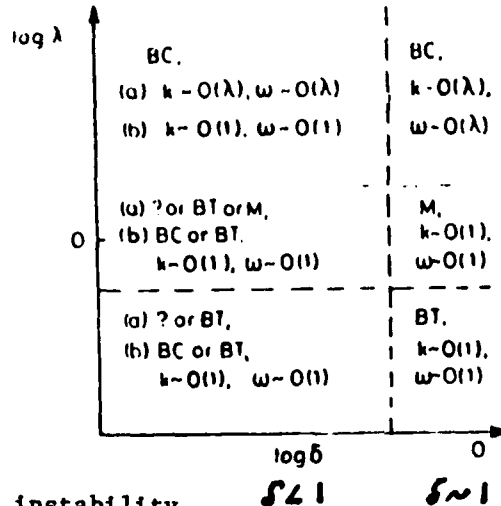 log λ
BC, BC,
(a) k ~ O(λ), ω ~ O(λ) k - O(λ),
(b) k ~ O(1), ω ~ O(1) ω ~ O(λ)
(a) ? or BT or M, M,
0 (b) BC or BT. k ~ O(1),
k ~ O(1), ω ~ O(1) ω ~ O(1)
(a) ? or BT, BT,
(b) BC or BT, k ~ O(1),
k ~ O(1), ω ~ O(1) ω ~ O(1)
log δ 0
instability δ < 1 δ ~ 1